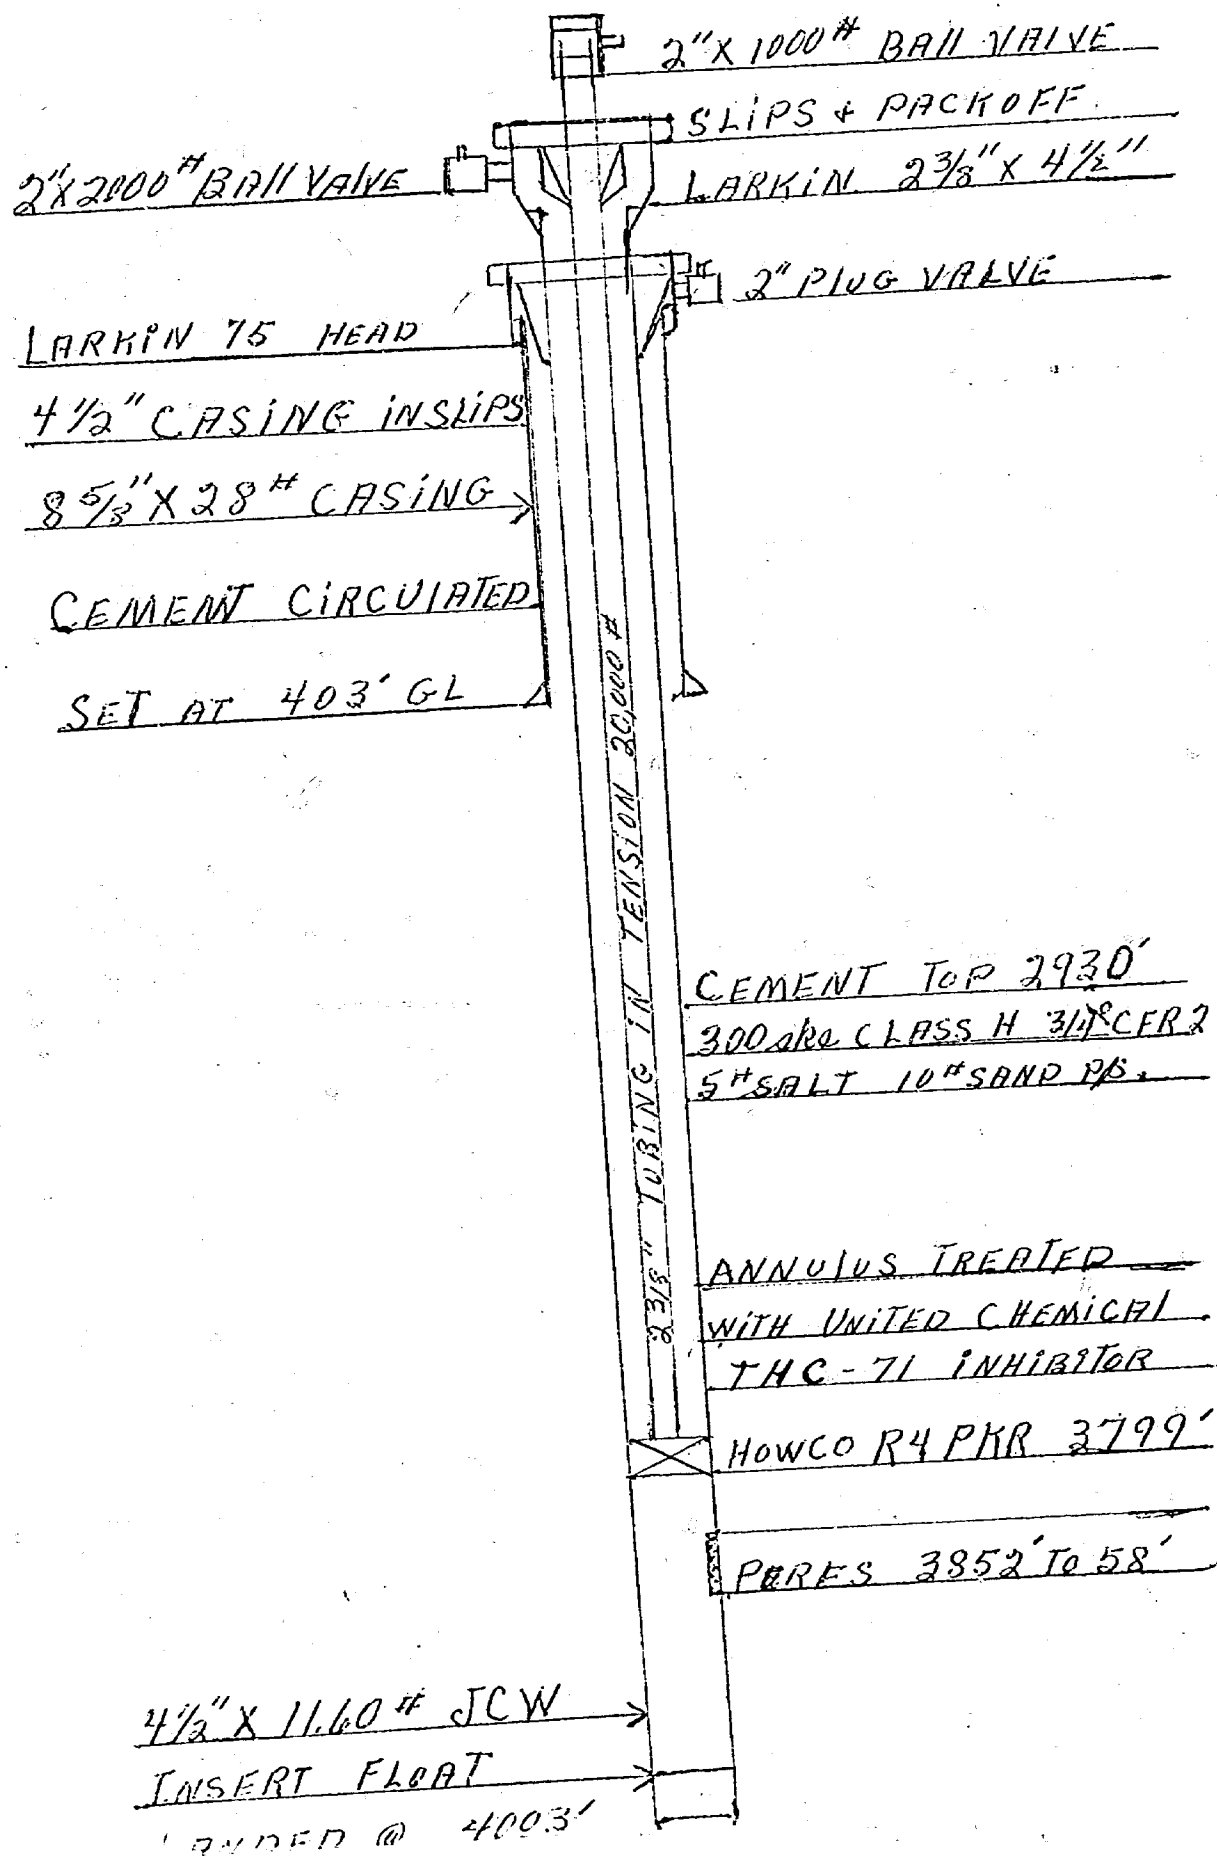 2" X 1000# BALL VALVE
SLIPS + PACKOFF
2" X 2000# BALL VALVE
LARKIN 2 3/8" X 4 1/2"
2" PLUG VALVE
LARKIN 75 HEAD
4 1/2" CASING IN SLIPS
8 5/8" X 28# CASING
CEMENT CIRCULATED
SET AT 403' GL
2 3/8" TUBING IN TENSION 20,000#
CEMENT TOP 2930'
300 sks CLASS H CFR2
5# SALT 10# SAND P/S.
ANNULUS TREATED
WITH UNITED CHEMICAL
THC-71 INHIBITOR
HOWCO R4 PKR 3799'
PERFS 3852' TO 58'
4 1/2" X 11.60# JCW
INSERT FLOAT
@ 4003'